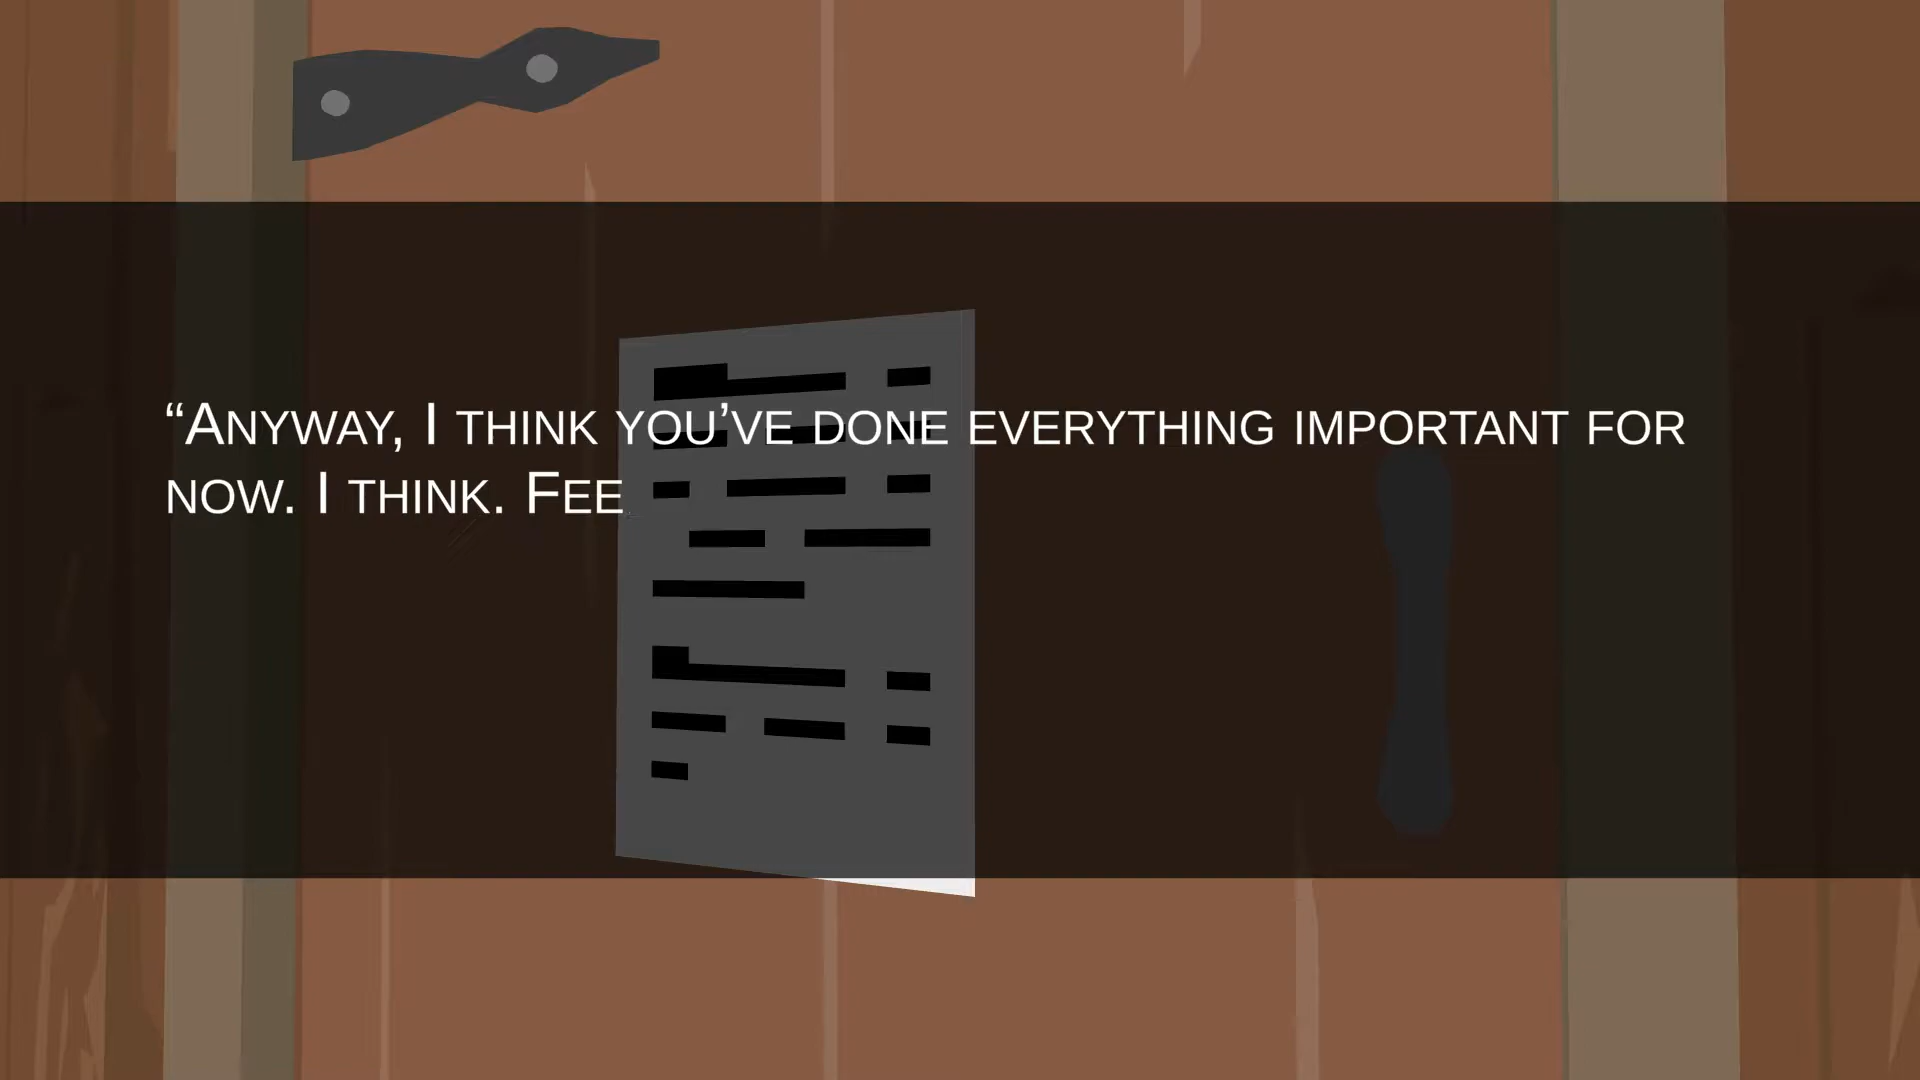 “Anyway, I think you’ve done everything important for
now. I think. Fee